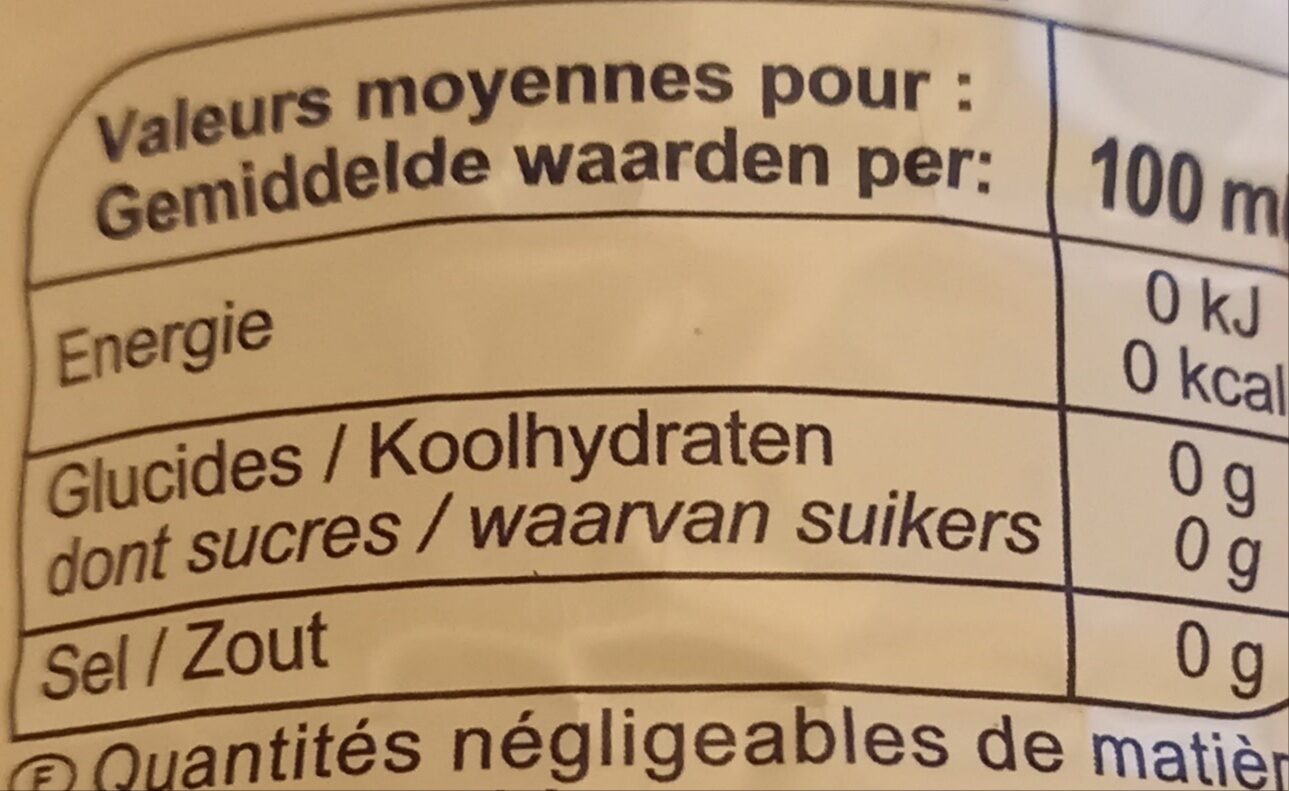 Valeurs moyennes pour :
Gemiddelde waarden per:
100 ml
Energie
0 kJ
0 kcal
Glucides / Koolhydraten
0 g
dont sucres / waarvan suikers
0 g
Sel / Zout
0 g
F Quantités négligeables de